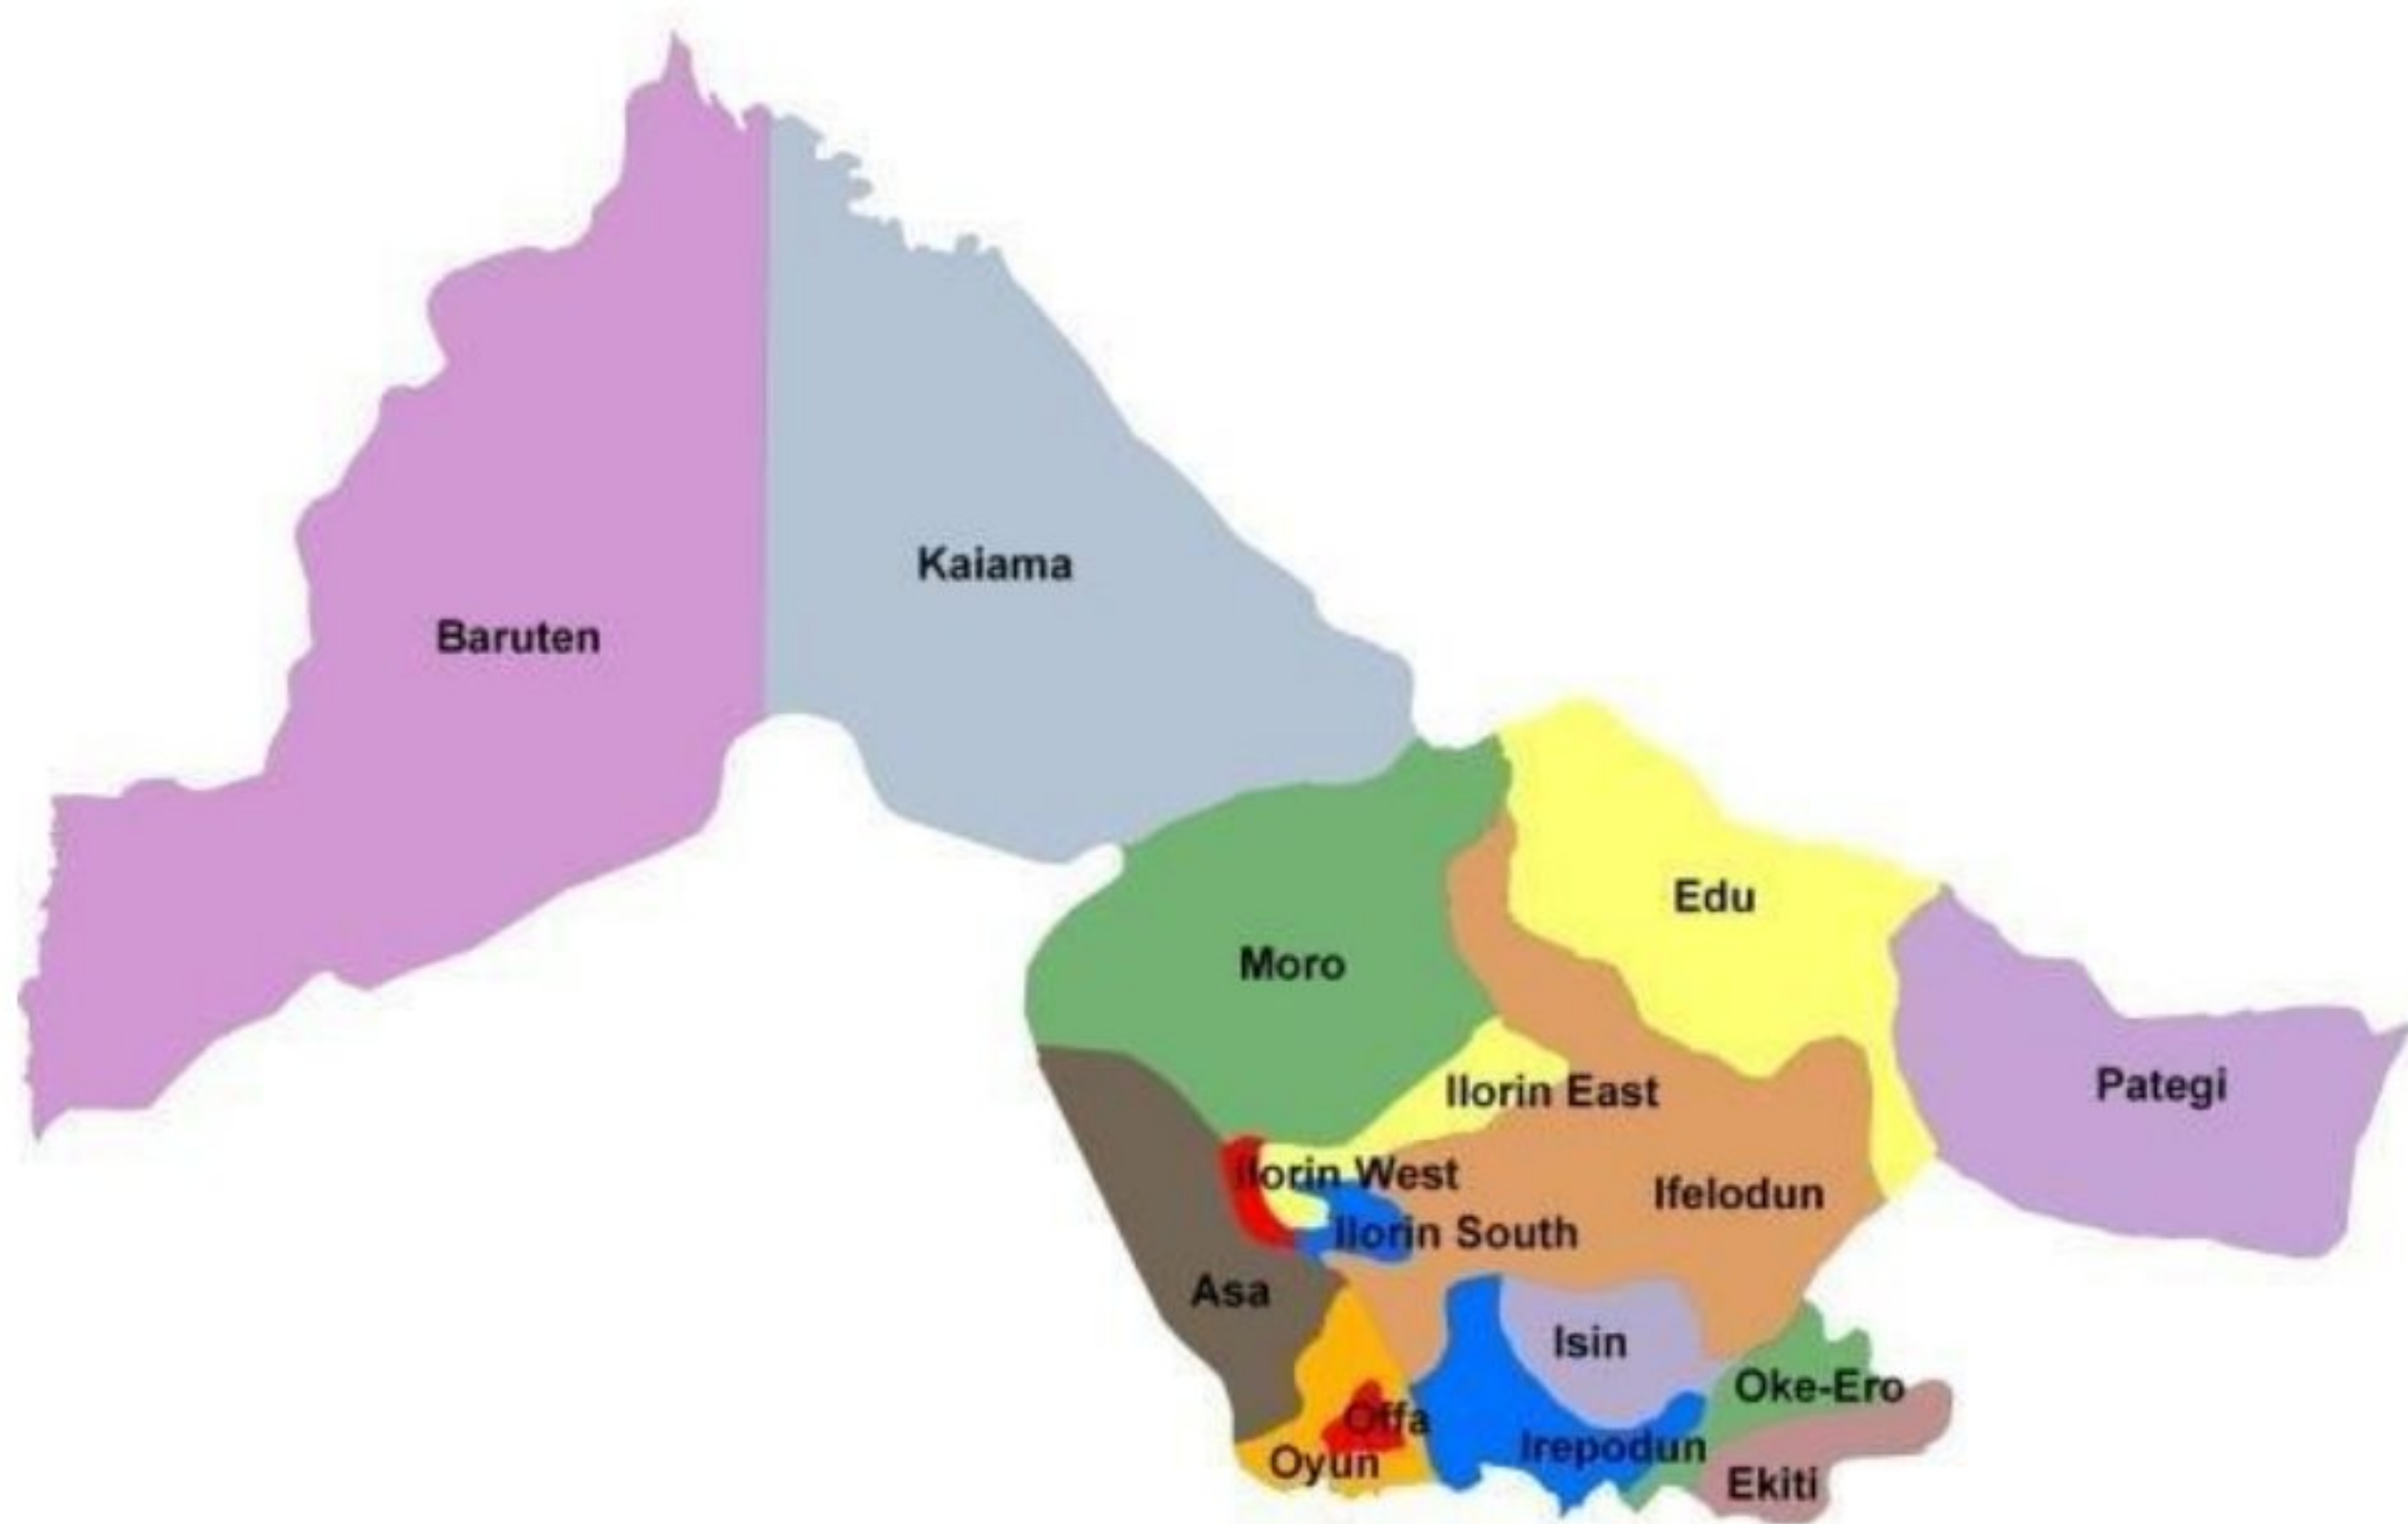 Kaiama
Baruten
Edu
Moro
Pategi
Ilorin East
Ilorin West
Ifelodun
Ilorin South
Asa
Isin
Oke-Ero
Offa
Irepodun
Oyun
Ekiti